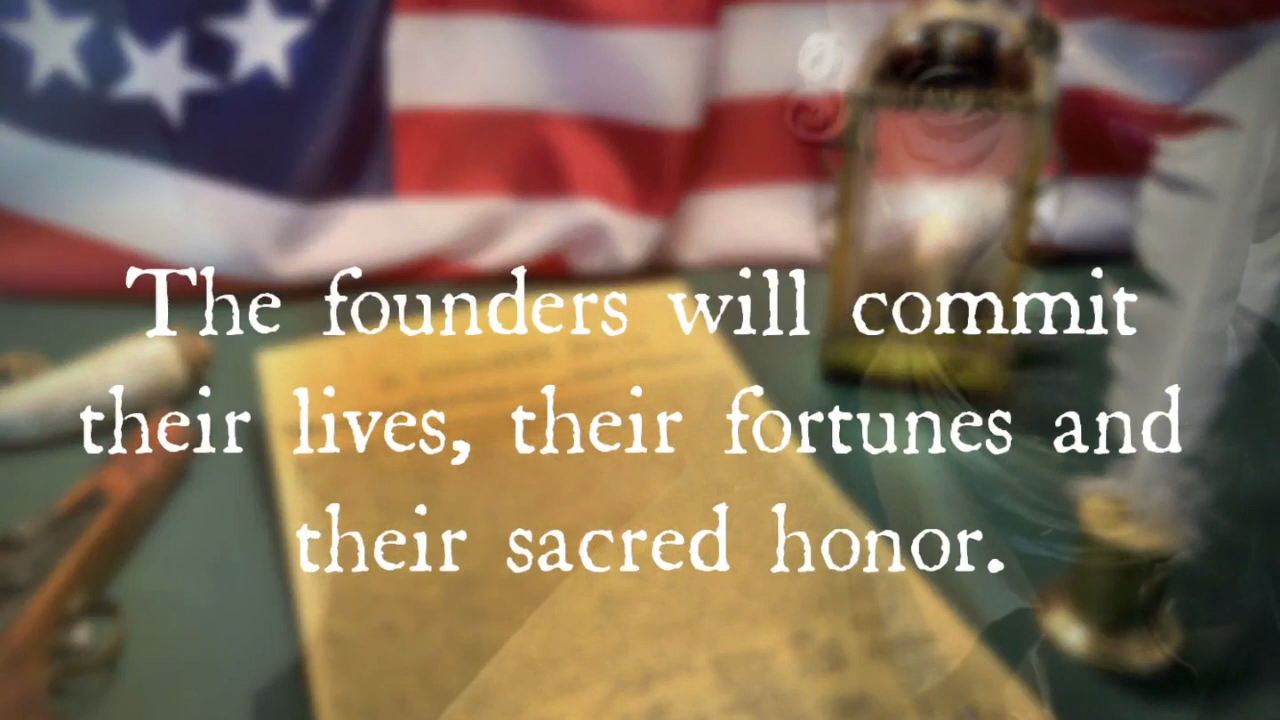 The founders will commit
their lives, their fortunes and
their sacred honor.